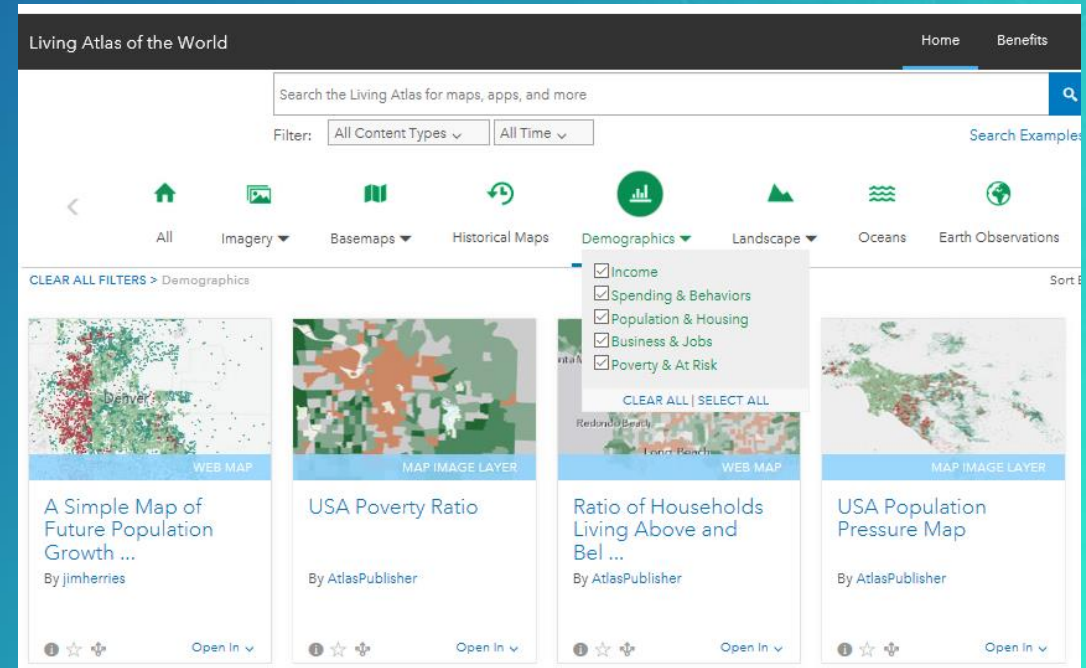 Living Atlas of the World
Home Benefits
Search the Living Atlas for maps, apps, and more
Filter: All Content Types All Time
Search Examples
All Imagery Basemaps Historical Maps Demographics Landscape Oceans Earth Observations
CLEAR ALL FILTERS > Demographics
Sort
Income
Spending & Behaviors
Population & Housing
Business & Jobs
Poverty & At Risk
CLEAR ALL | SELECT ALL
Denver
Redondo Beach
Long Beach
WEB MAP
MAP IMAGE LAYER
WEB MAP
MAP IMAGE LAYER
A Simple Map of
Future Population
Growth ...
By jimherries
Open In
USA Poverty Ratio
By AtlasPublisher
Open In
Ratio of Households
Living Above and
Bel ...
By AtlasPublisher
Open In
USA Population
Pressure Map
By AtlasPublisher
Open In